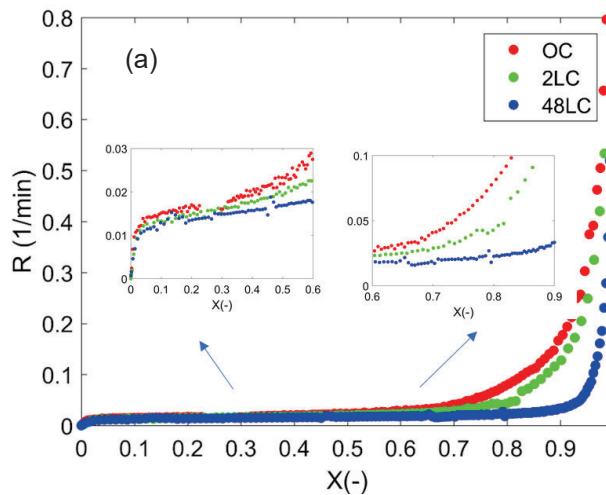 (a)
OC
2LC
48LC
R (1/min)
0.8
0.7
0.6
0.5
0.4
0.3
0.2
0.1
0
0 0.1 0.2 0.3 0.4 0.5 0.6 0.7 0.8 0.9
X(-)
0.03
0.02
0.01
0
0 0.1 0.2 0.3 0.4 0.5 0.6
X(-)
0.1
0.05
0
0.6 0.7 0.8 0.9
X(-)